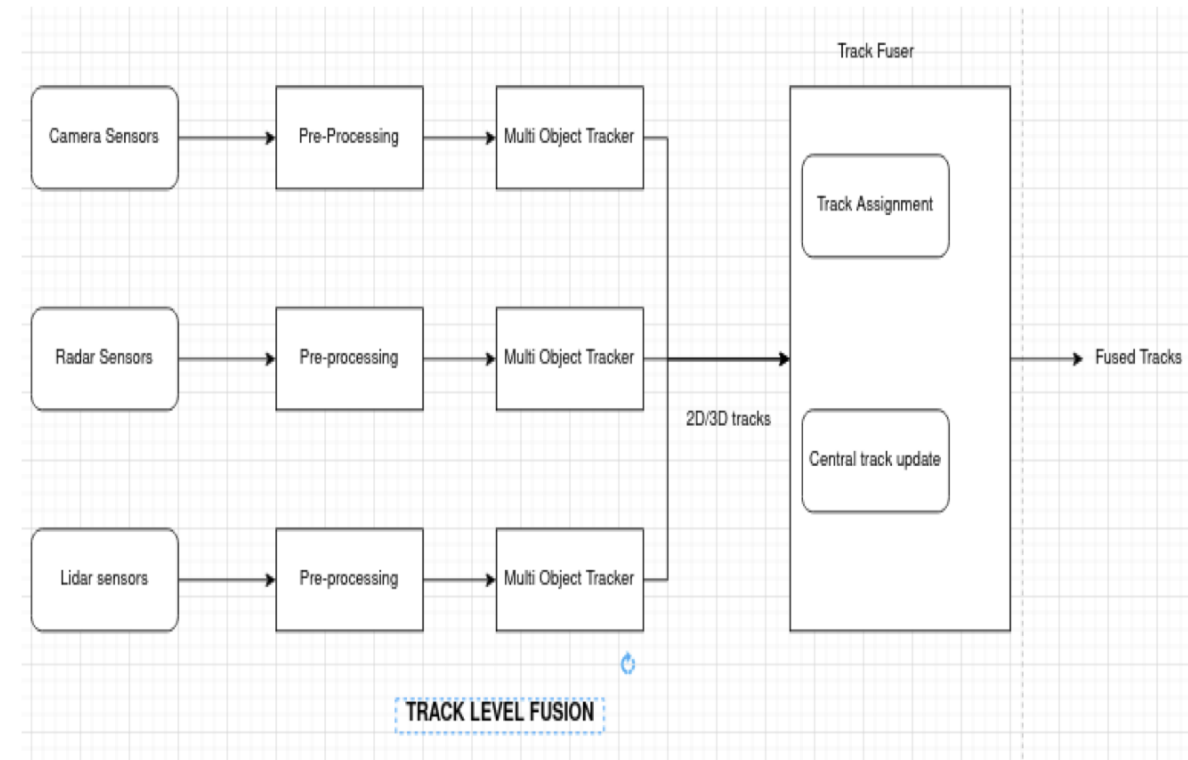 Track Fuser
Camera Sensors
Pre-Processing
Multi Object Tracker
Track Assignment
Radar Sensors
Pre-processing
Multi Object Tracker
Fused Tracks
2D/3D tracks
Central track update
Lidar sensors
Pre-processing
Multi Object Tracker
TRACK LEVEL FUSION